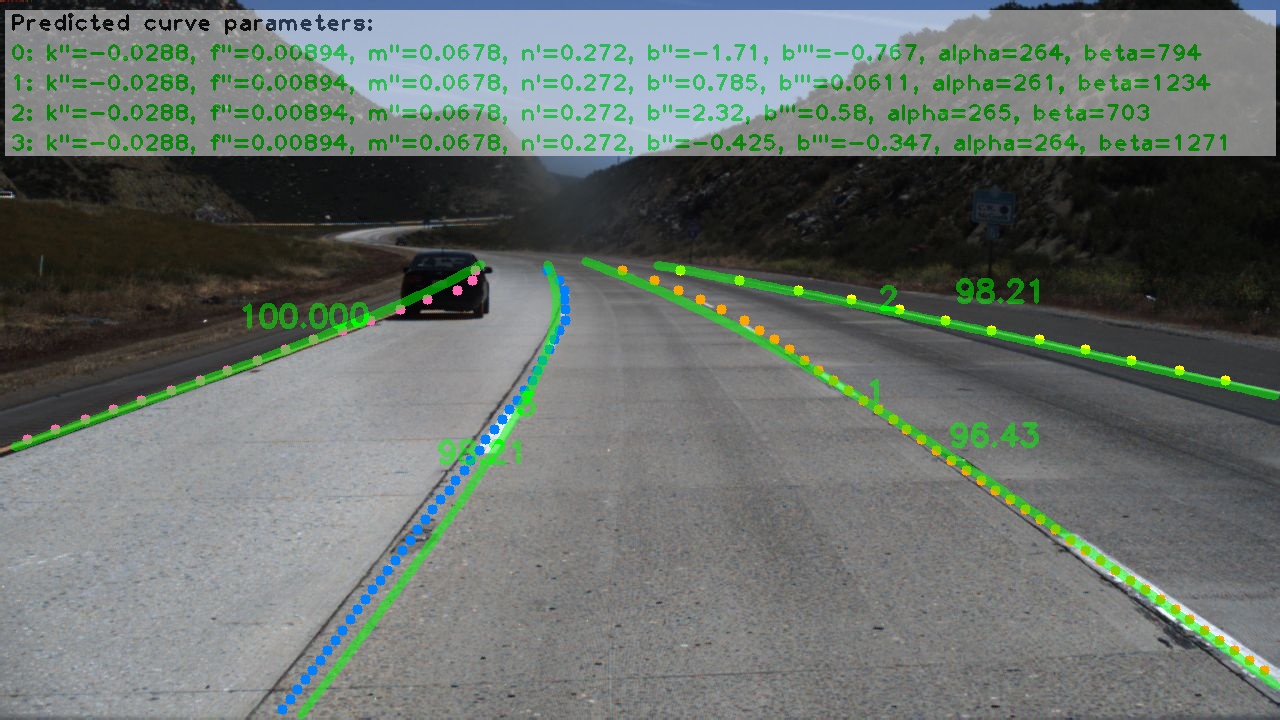 Predicted curve parameters:
0: k''=-0.0288, f''=0.00894, m''=0.0678, n'=0.272, b''=-1.71, b'''=-0.767, alpha=264, beta=794
1: k''=-0.0288, f''=0.00894, m''=0.0678, n'=0.272, b''=0.785, b'''=0.0611, alpha=261, beta=1234
2: k''=-0.0288, f''=0.00894, m''=0.0678, n'=0.272, b''=2.32, b'''=0.58, alpha=265, beta=703
3: k''=-0.0288, f''=0.00894, m''=0.0678, n'=0.272, b''=-0.425, b'''=-0.347, alpha=264, beta=1271
2 98.21
100.000
1
96.43